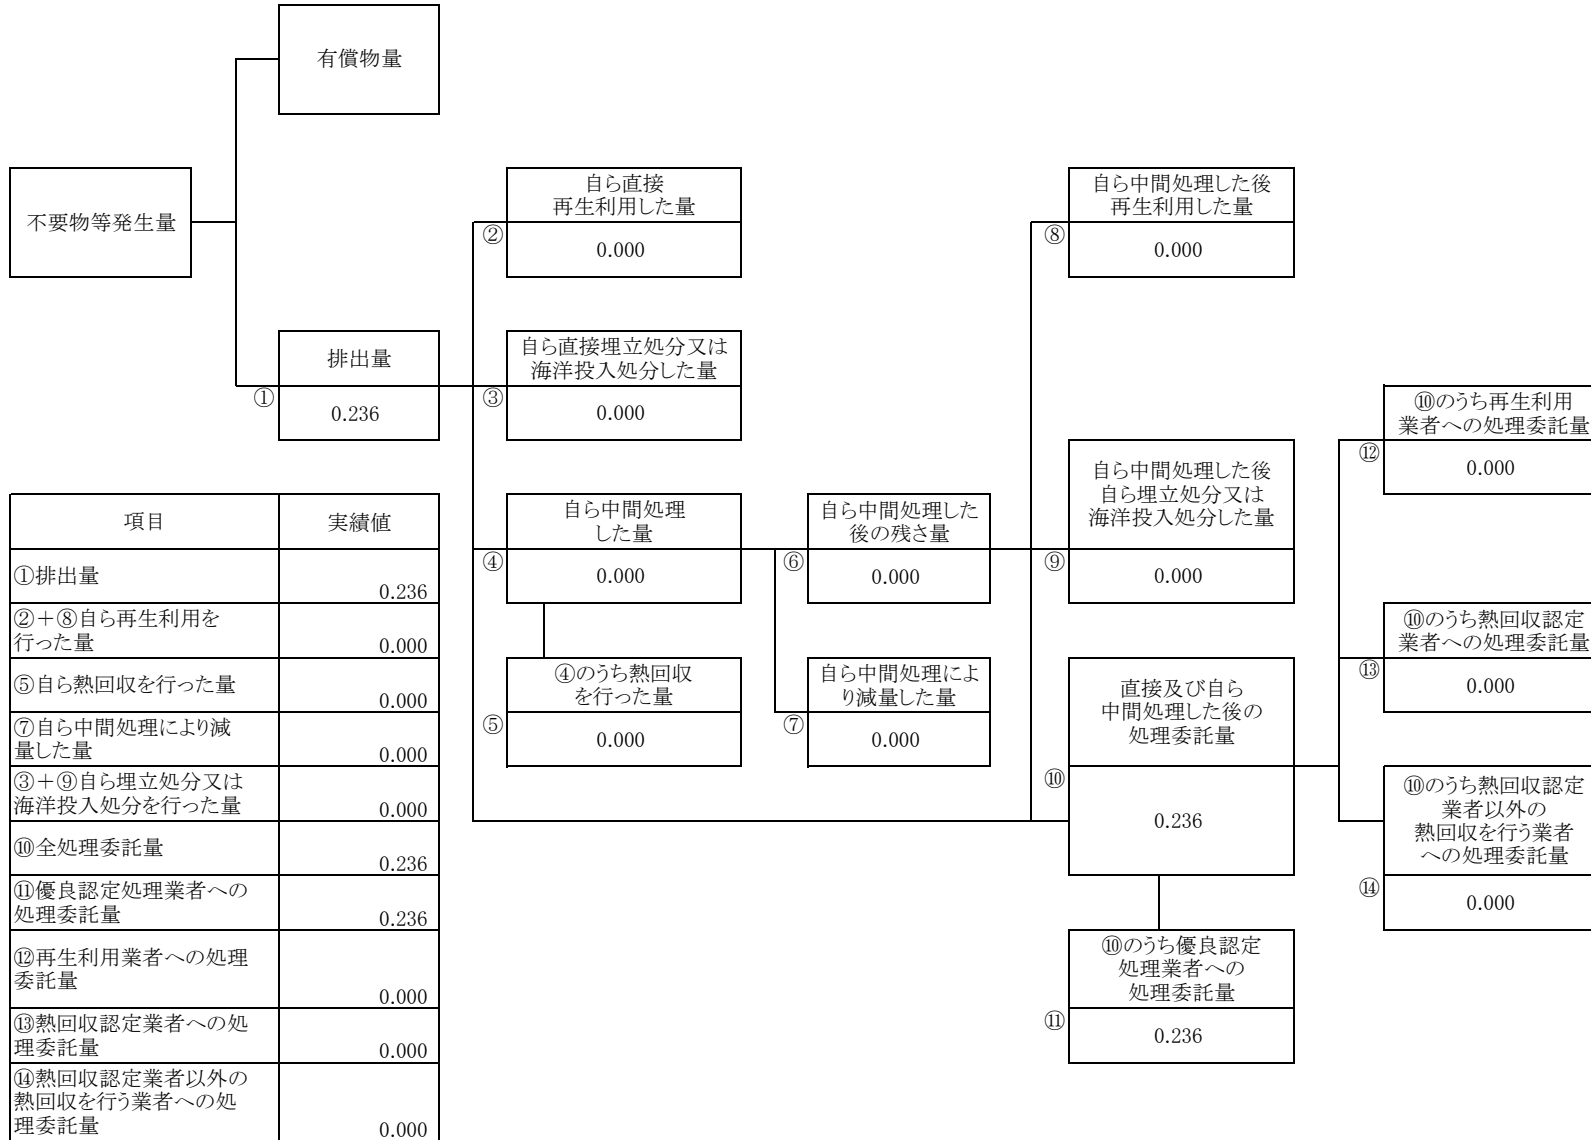 有償物量
不要物等発生量
自ら直接
再生利用した量
②
0.000
自ら中間処理した後
再生利用した量
⑧
0.000
排出量
①
0.236
自ら直接埋立処分又は
海洋投入処分した量
③
0.000
自ら中間処理
した量
④
0.000
自ら中間処理した
後の残さ量
⑥
0.000
自ら中間処理した後
自ら埋立処分又は
海洋投入処分した量
⑨
0.000
④のうち熱回収
を行った量
⑤
0.000
自ら中間処理によ
り減量した量
⑦
0.000
直接及び自ら
中間処理した後の
処理委託量
⑩
0.236
⑩のうち優良認定
処理業者への
処理委託量
⑪
0.236
⑩のうち再生利用
業者への処理委託量
⑫
0.000
⑩のうち熱回収認定
業者への処理委託量
⑬
0.000
⑩のうち熱回収認定
業者以外の
熱回収を行う業者
への処理委託量
⑭
0.000
項目 実績値
①排出量
0.236
②＋⑧自ら再生利用を
行った量 0.000
⑤自ら熱回収を行った量
0.000
⑦自ら中間処理により減
量した量 0.000
③＋⑨自ら埋立処分又は
海洋投入処分を行った量 0.000
⑩全処理委託量
0.236
⑪優良認定処理業者への
処理委託量 0.236
⑫再生利用業者への処理
委託量
0.000
⑬熱回収認定業者への処
理委託量 0.000
⑭熱回収認定業者以外の
熱回収を行う業者への処
理委託量 0.000